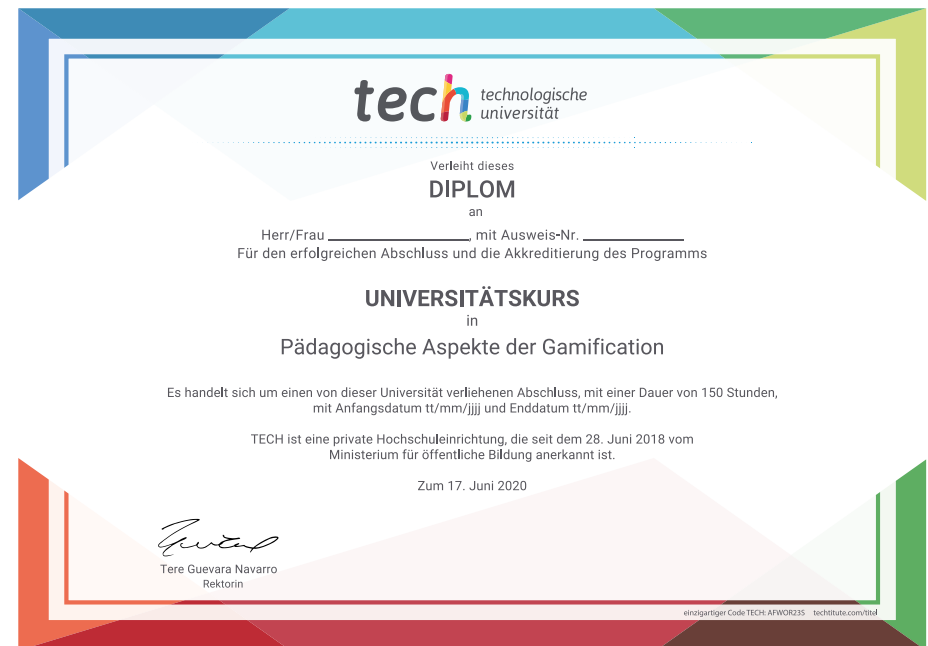 tech technologische
universität
Verleiht dieses
DIPLOM
an
Herr/Frau ____________________, mit Ausweis-Nr. ______________
Für den erfolgreichen Abschluss und die Akkreditierung des Programms
UNIVERSITÄTSKURS
in
Pädagogische Aspekte der Gamification
Es handelt sich um einen von dieser Universität verliehenen Abschluss, mit einer Dauer von 150 Stunden,
mit Anfangsdatum tt/mm/jjjj und Enddatum tt/mm/jjjj.
TECH ist eine private Hochschuleinrichtung, die seit dem 28. Juni 2018 vom
Ministerium für öffentliche Bildung anerkannt ist.
Zum 17. Juni 2020
Tere Guevara Navarro
Rektorin
einzigartiger Code TECH: AFWOR23S techtitute.com/titel